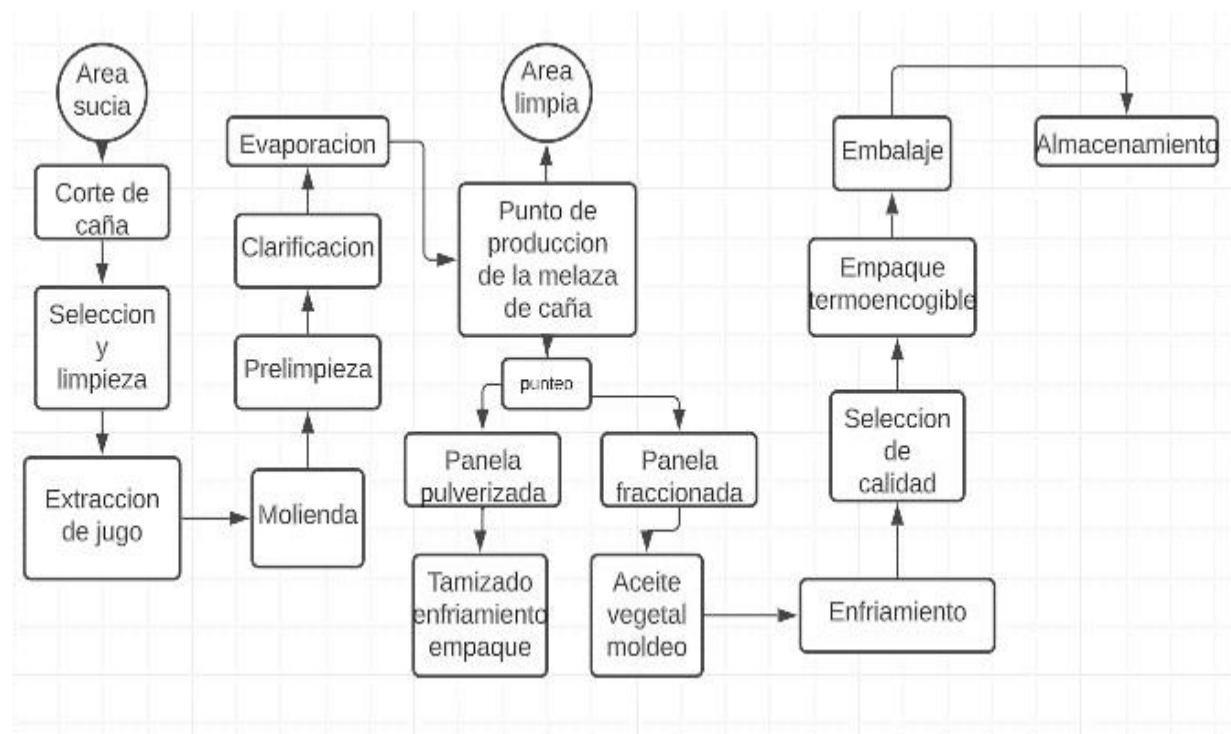 Area
sucia
Corte de
caña
Seleccion
y
limpieza
Extraccion
de jugo
Molienda
Prelimpieza
Clarificacion
Evaporacion
Area
limpia
Punto de
produccion
de la melaza
de caña
punteo
Panela
pulverizada
Tamizado
enfriamiento
empaque
Panela
fraccionada
Aceite
vegetal
moldeo
Enfriamiento
Seleccion
de
calidad
Empaque
termoencogible
Embalaje
Almacenamiento